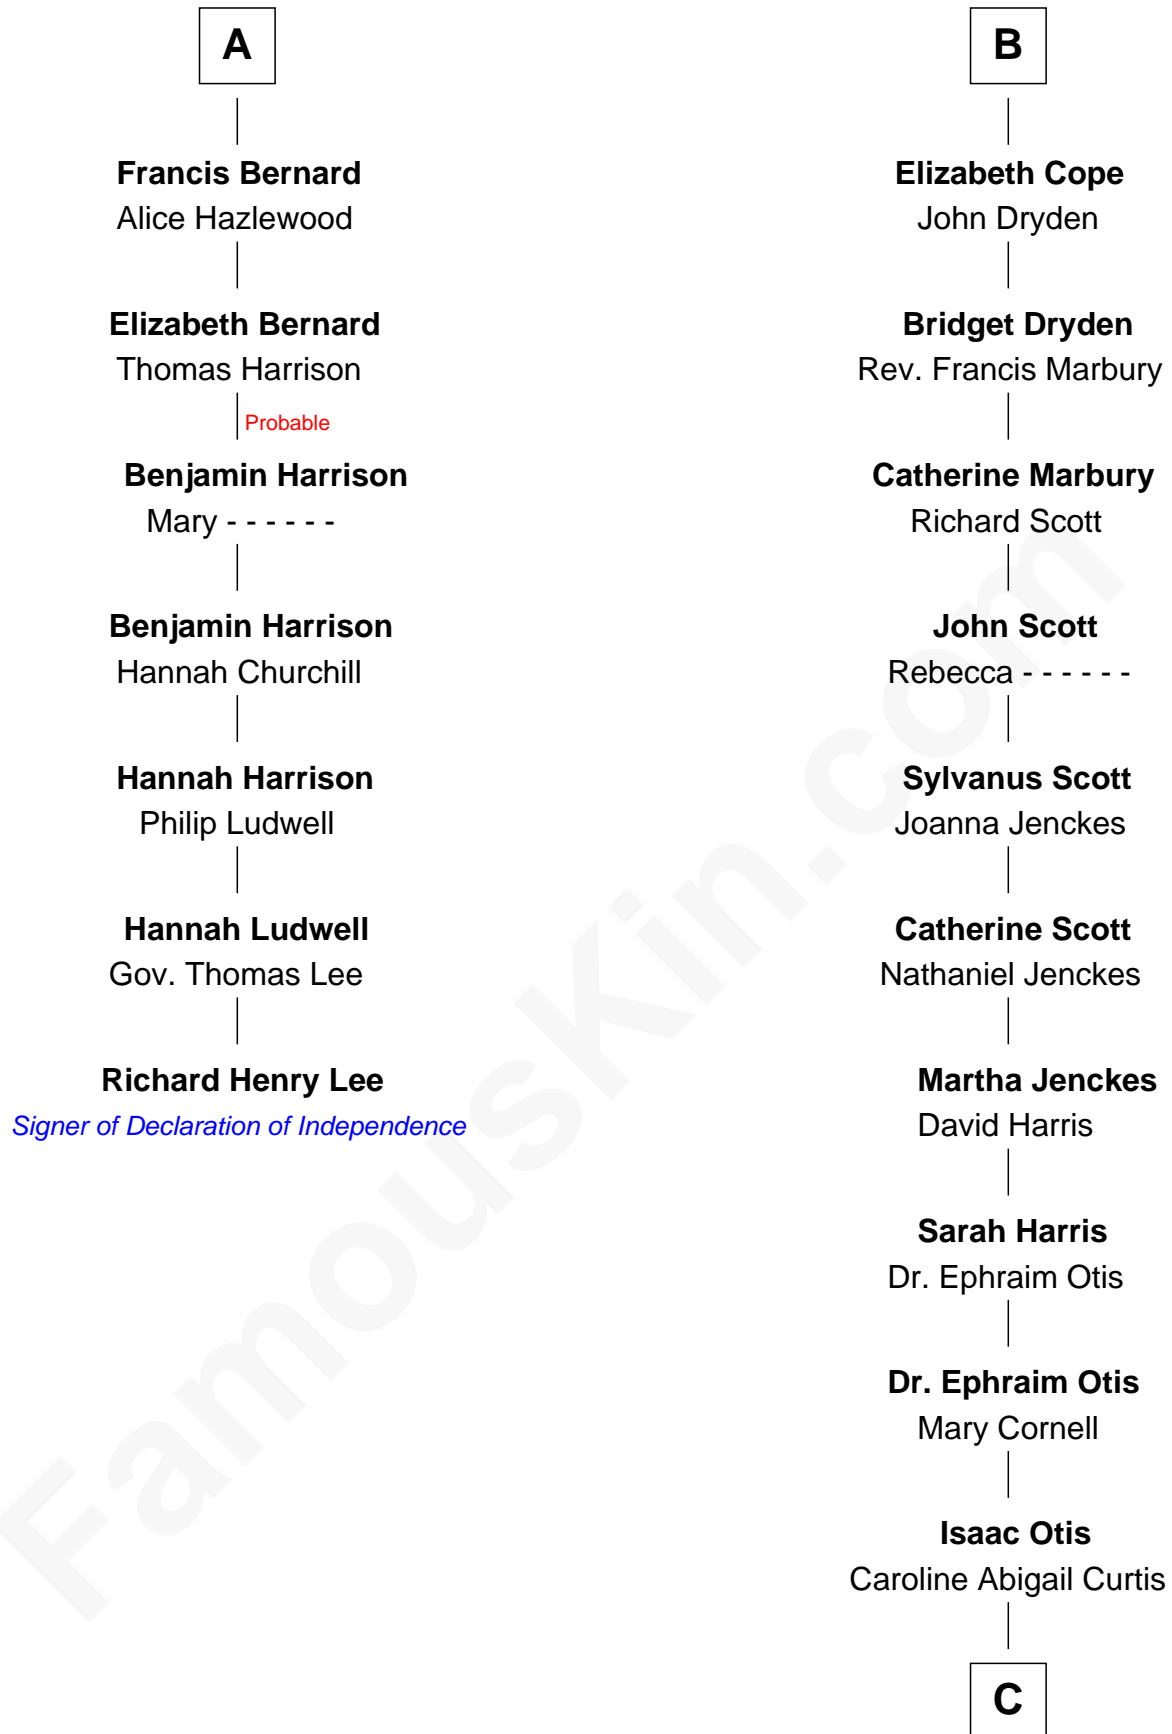 A
Francis Bernard
Alice Hazlewood
Elizabeth Bernard
Thomas Harrison
Probable
Benjamin Harrison
Mary - - - - - -
Benjamin Harrison
Hannah Churchill
Hannah Harrison
Philip Ludwell
Hannah Ludwell
Gov. Thomas Lee
Richard Henry Lee
Signer of Declaration of Independence
B
Elizabeth Cope
John Dryden
Bridget Dryden
Rev. Francis Marbury
Catherine Marbury
Richard Scott
John Scott
Rebecca - - - - - -
Sylvanus Scott
Joanna Jenckes
Catherine Scott
Nathaniel Jenckes
Martha Jenckes
David Harris
Sarah Harris
Dr. Ephraim Otis
Dr. Ephraim Otis
Mary Cornell
Isaac Otis
Caroline Abigail Curtis
C
FamousKin.com